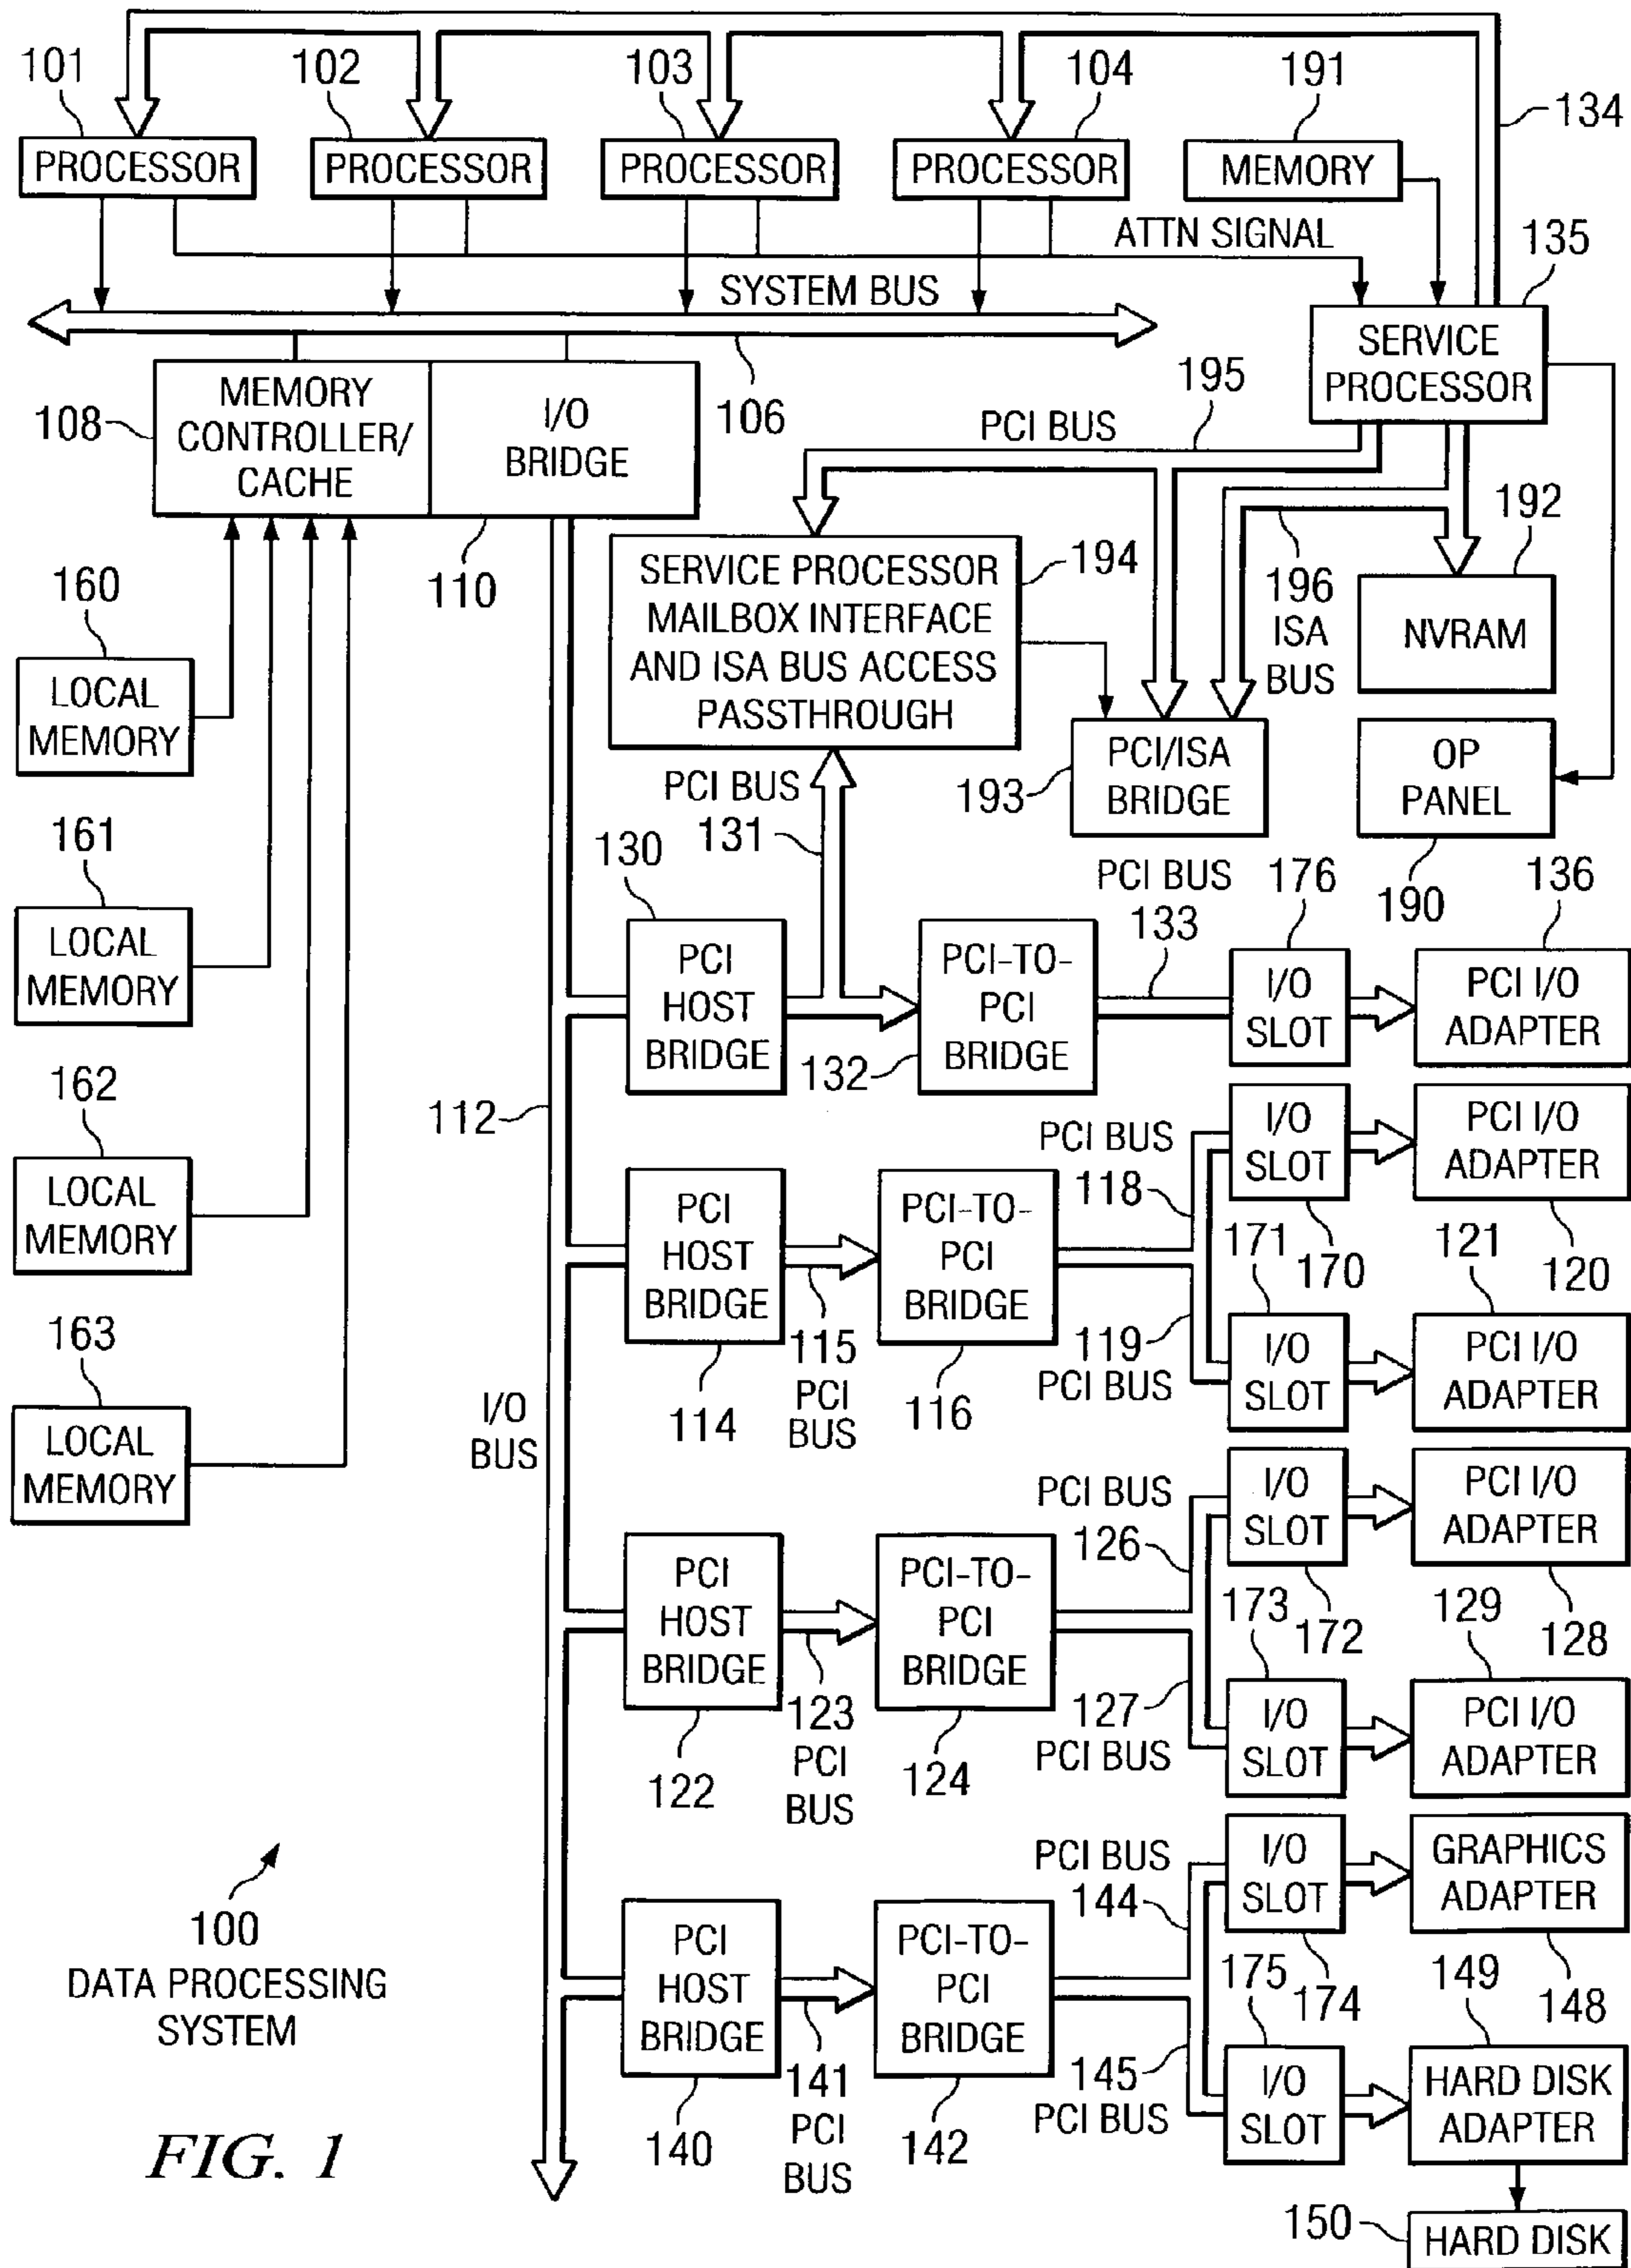 101
102
103
104
191
134
PROCESSOR
PROCESSOR
PROCESSOR
PROCESSOR
MEMORY
ATTN SIGNAL
135
SYSTEM BUS
SERVICE
PROCESSOR
108
MEMORY
CONTROLLER/
CACHE
I/O
BRIDGE
106
110
195
PCI BUS
192
194
SERVICE PROCESSOR
MAILBOX INTERFACE
AND ISA BUS ACCESS
PASSTHROUGH
196
ISA
BUS
NVRAM
160
LOCAL
MEMORY
PCI BUS
131
193
PCI/ISA
BRIDGE
OP
PANEL
190
161
LOCAL
MEMORY
130
PCI
HOST
BRIDGE
132
PCI-TO-
PCI
BRIDGE
PCI BUS
133
176
I/O
SLOT
136
PCI I/O
ADAPTER
112
162
LOCAL
MEMORY
PCI
HOST
BRIDGE
114
115
PCI
BUS
PCI-TO-
PCI
BRIDGE
116
PCI BUS
118
119
PCI BUS
I/O
SLOT
170
PCI I/O
ADAPTER
120
171
I/O
SLOT
121
PCI I/O
ADAPTER
163
LOCAL
MEMORY
I/O
BUS
PCI
HOST
BRIDGE
122
123
PCI
BUS
PCI-TO-
PCI
BRIDGE
124
PCI BUS
126
127
PCI BUS
I/O
SLOT
172
PCI I/O
ADAPTER
128
173
I/O
SLOT
129
PCI I/O
ADAPTER
100
DATA PROCESSING
SYSTEM
PCI
HOST
BRIDGE
140
141
PCI
BUS
PCI-TO-
PCI
BRIDGE
142
PCI BUS
144
145
PCI BUS
I/O
SLOT
174
GRAPHICS
ADAPTER
148
175
I/O
SLOT
149
HARD DISK
ADAPTER
150
HARD DISK
FIG. 1